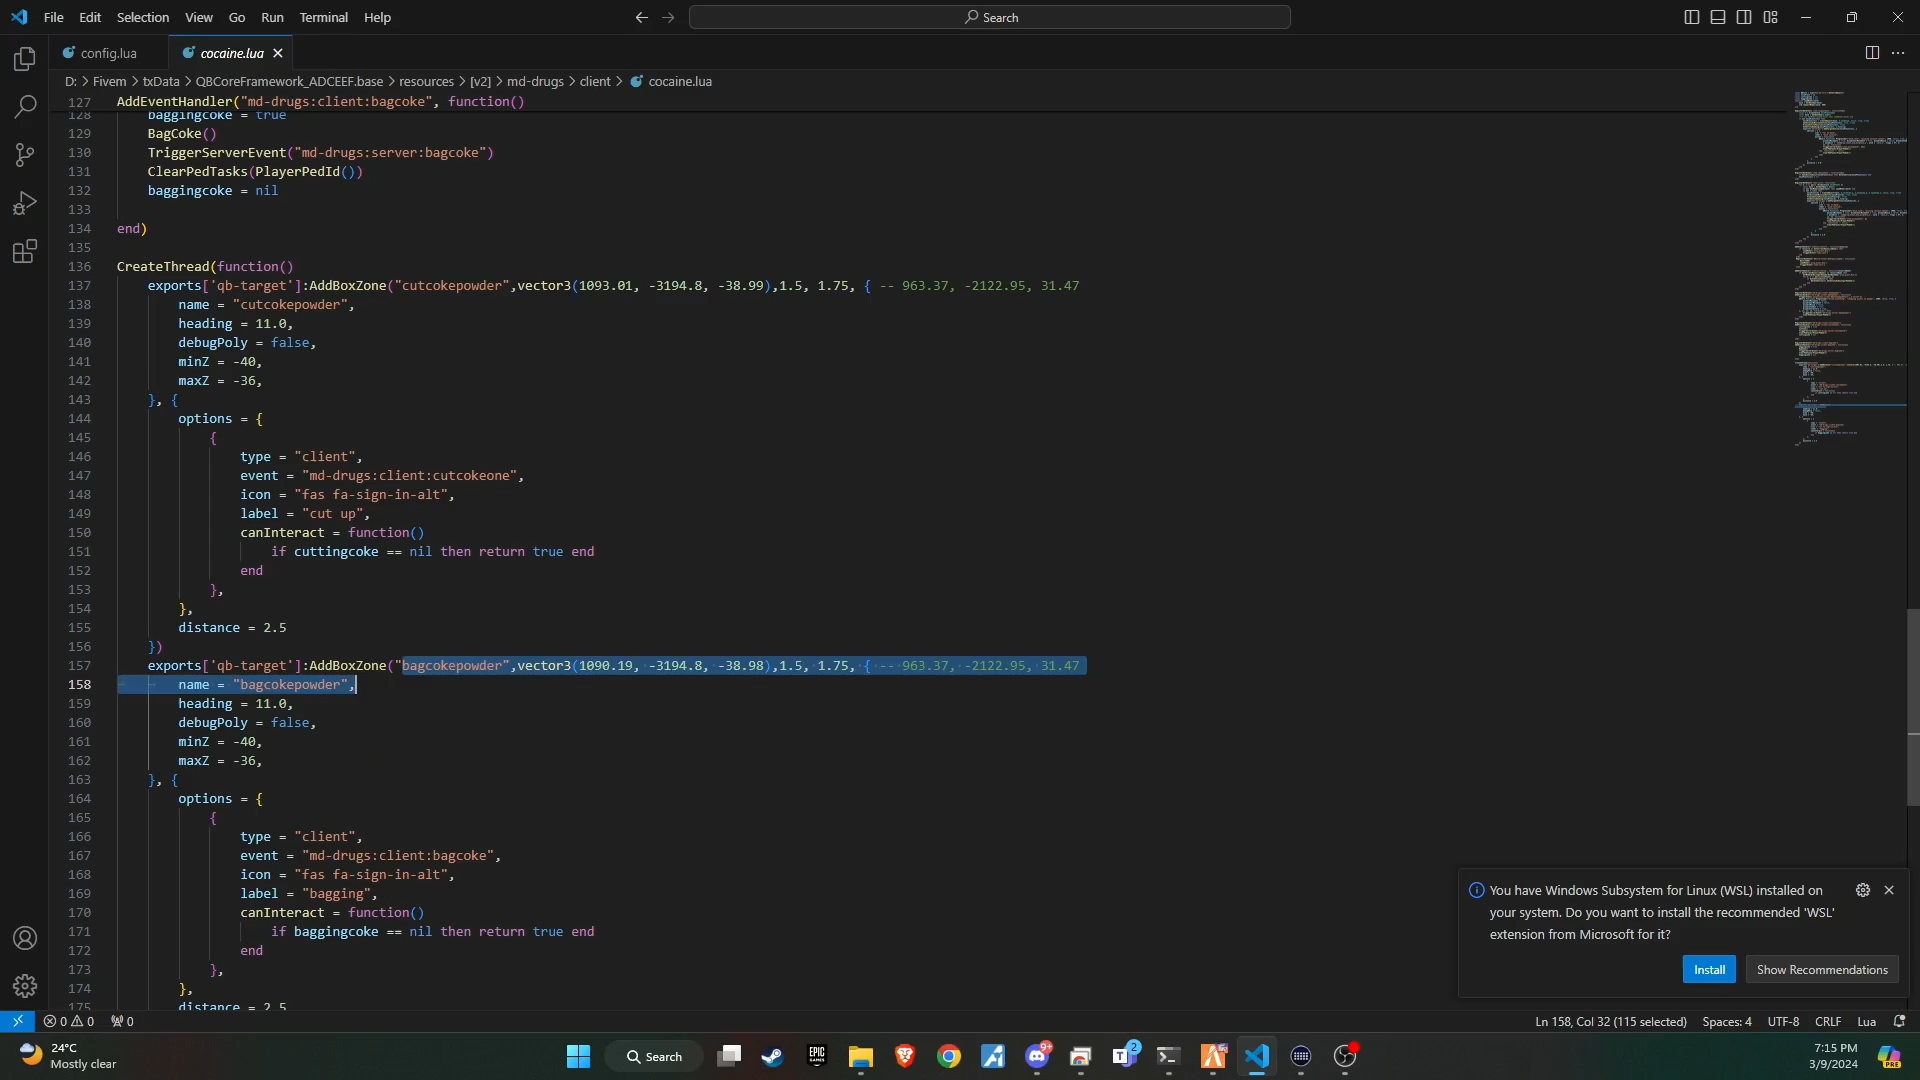 File Edit Selection View Go Run Terminal Help
Search
config.lua
cocaine.lua
D: > Fivem > txData > QBCoreFramework_ADCEEF.base > resources > [v2] > md-drugs > client > cocaine.lua
127 AddEventHandler("md-drugs:client:bagcoke", function()
128 baggingcoke = true
129 BagCoke()
130 TriggerServerEvent("md-drugs:server:bagcoke")
131 ClearPedTasks(PlayerPedId())
132 baggingcoke = nil
133
134 end)
135
136 CreateThread(function()
137 exports['qb-target']:AddBoxZone("cutcokepowder",vector3(1093.01, -3194.8, -38.99),1.5, 1.75, { -- 963.37, -2122.95, 31.47
138 name = "cutcokepowder",
139 heading = 11.0,
140 debugPoly = false,
141 minZ = -40,
142 maxZ = -36,
143 }, {
144 options = {
145 {
146 type = "client",
147 event = "md-drugs:client:cutcokeone",
148 icon = "fas fa-sign-in-alt",
149 label = "cut up",
150 canInteract = function()
151 if cuttingcoke == nil then return true end
152 end
153 },
154 },
155 distance = 2.5
156 })
157 exports['qb-target']:AddBoxZone("bagcokepowder",vector3(1090.19, -3194.8, -38.98),1.5, 1.75, { -- 963.37, -2122.95, 31.47
158 name = "bagcokepowder",
159 heading = 11.0,
160 debugPoly = false,
161 minZ = -40,
162 maxZ = -36,
163 }, {
164 options = {
165 {
166 type = "client",
167 event = "md-drugs:client:bagcoke",
168 icon = "fas fa-sign-in-alt",
169 label = "bagging",
170 canInteract = function()
171 if baggingcoke == nil then return true end
172 end
173 },
174 },
175 distance = 2.5
You have Windows Subsystem for Linux (WSL) installed on
your system. Do you want to install the recommended 'WSL'
extension from Microsoft for it?
Install
Show Recommendations
0 0 0
Ln 158, Col 32 (115 selected) Spaces: 4 UTF-8 CRLF Lua
24°C
Mostly clear
Search
EPIC GAMES
9+
2
7:15 PM
3/9/2024
PRE